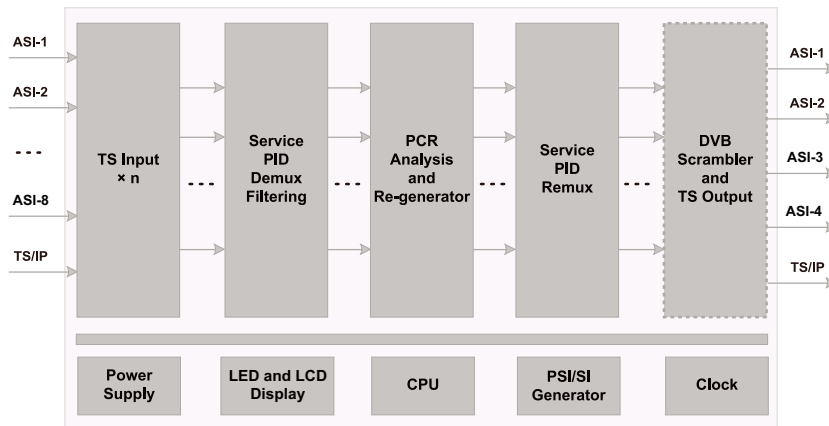 ASI-1
ASI-2
...
ASI-8
TS/IP
TS Input
× n
...
Service
PID
Demux
Filtering
...
PCR
Analysis
and
Re-generator
...
Service
PID
Remux
...
DVB
Scrambler
and
TS Output
ASI-1
ASI-2
ASI-3
ASI-4
TS/IP
Power
Supply
LED and LCD
Display
CPU
PSI/SI
Generator
Clock